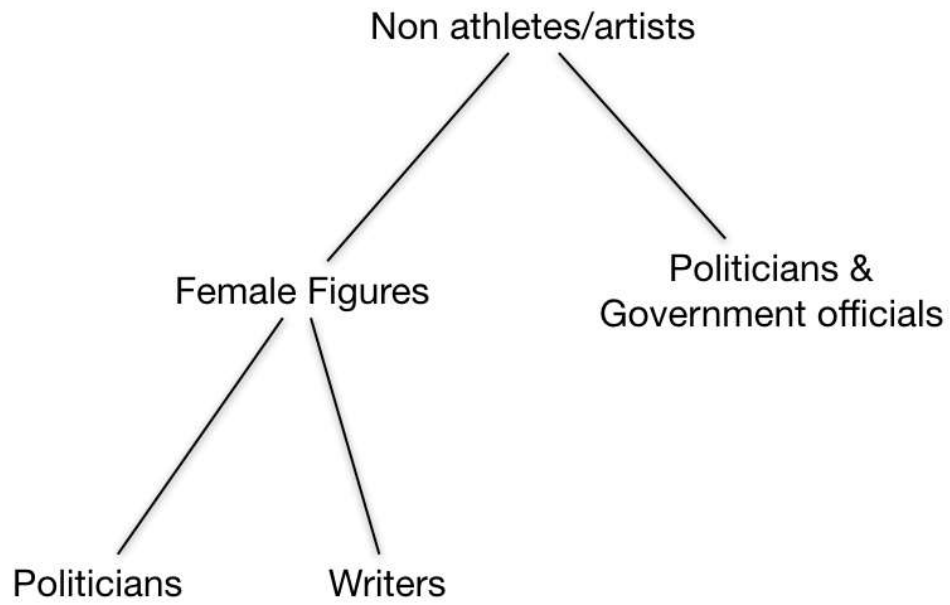 Non athletes/artists
Female Figures
Politicians &
Government officials
Politicians
Writers